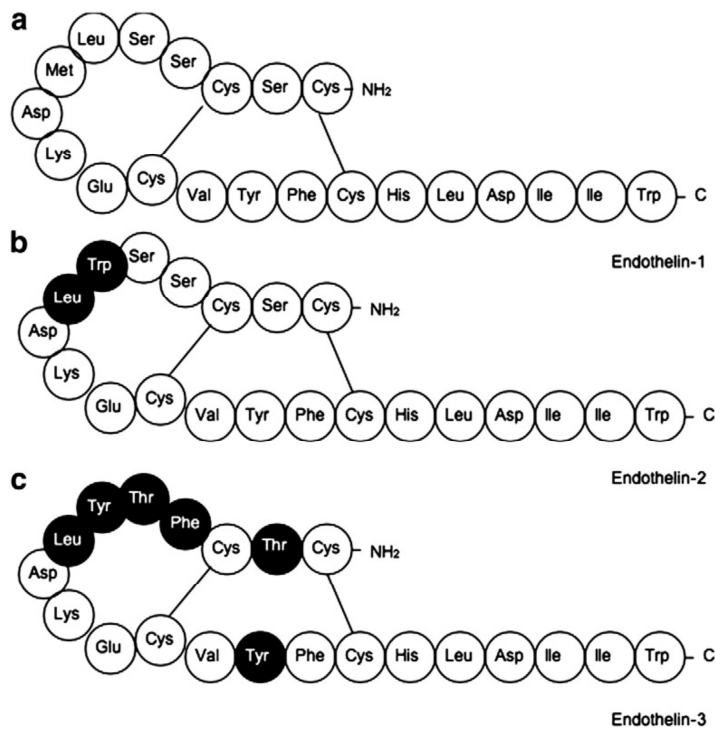 a
Leu Ser
Met Ser
Cys Ser Cys NH₂
Asp
Lys
Glu Cys
Val Tyr Phe Cys His Leu Asp Ile Ile Trp C
Endothelin-1
b
Trp Ser
Leu Ser
Cys Ser Cys NH₂
Asp
Lys
Glu Cys
Val Tyr Phe Cys His Leu Asp Ile Ile Trp C
Endothelin-2
c
Tyr Thr
Leu Phe
Cys Thr Cys NH₂
Asp
Lys
Glu Cys
Val Tyr Phe Cys His Leu Asp Ile Ile Trp C
Endothelin-3